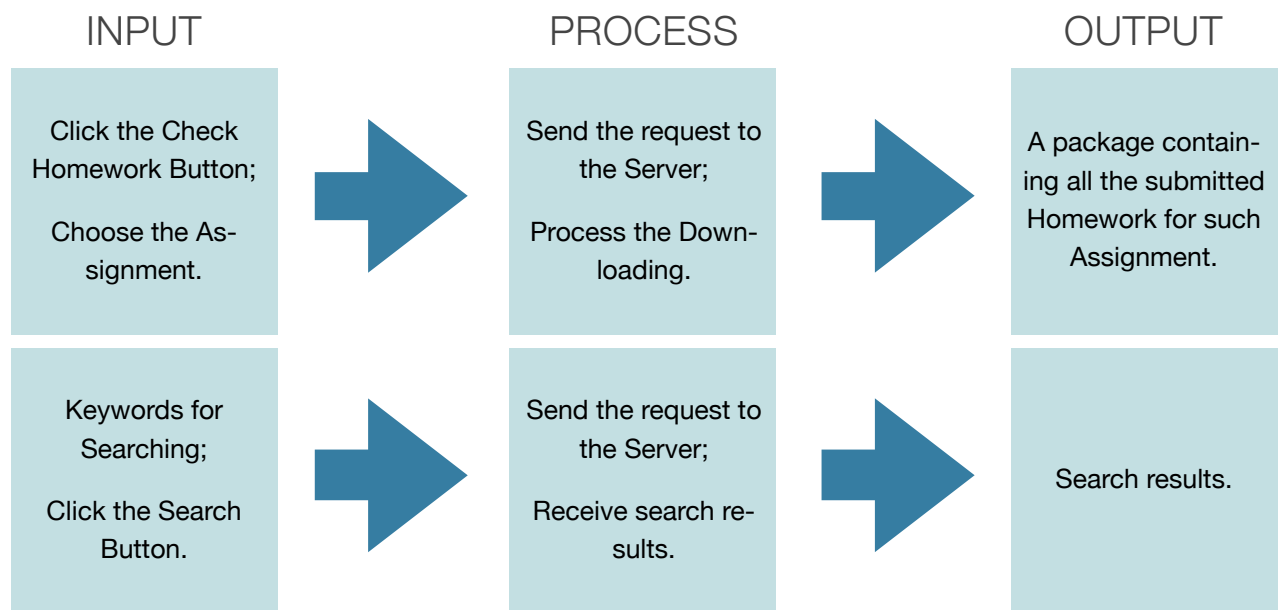 INPUT
PROCESS
OUTPUT
Click the Check
Homework Button;
Choose the As-
signment.
Send the request to
the Server;
Process the Down-
loading.
A package contain-
ing all the submitted
Homework for such
Assignment.
Keywords for
Searching;
Click the Search
Button.
Send the request to
the Server;
Receive search re-
sults.
Search results.